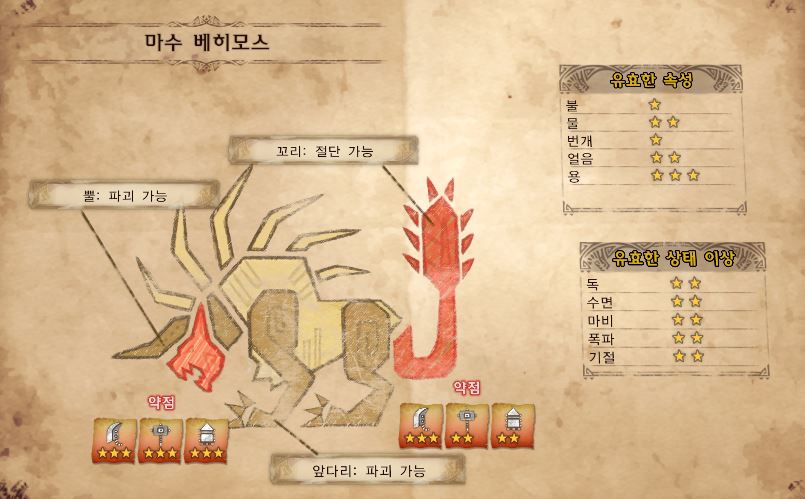 마수 베히모스
꼬리: 절단 가능
뿔: 파괴 가능
약점
약점
앞다리: 파괴 가능
유효한 속성
불
물
번개
얼음
용
유효한 상태 이상
독
수면
마비
폭파
기절